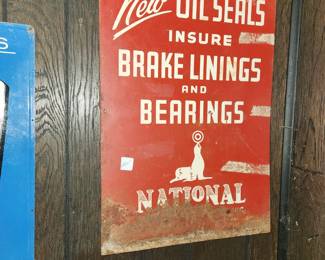 New OIL SEALS
INSURE
BRAKE LININGS
AND
BEARINGS
NATIONAL
S